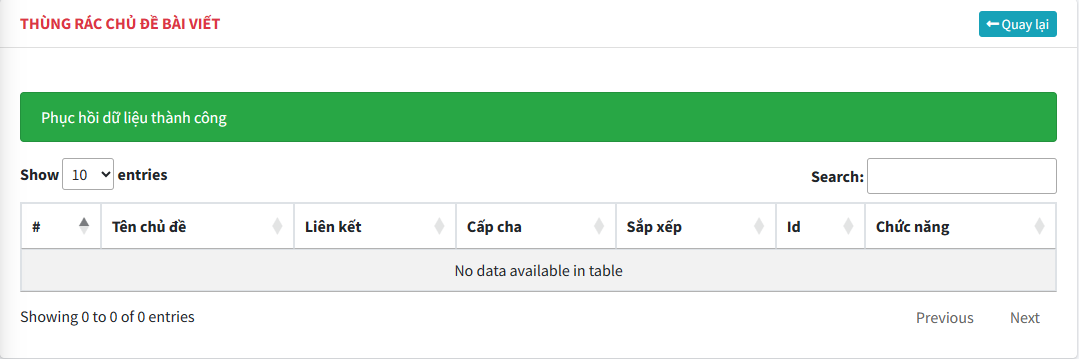 THÙNG RÁC CHỦ ĐỀ BÀI VIẾT
Quay lại
Phục hồi dữ liệu thành công
Show 10 entries
Search:
# Tên chủ đề Liên kết Cấp cha Sắp xếp Id Chức năng
No data available in table
Showing 0 to 0 of 0 entries
Previous Next